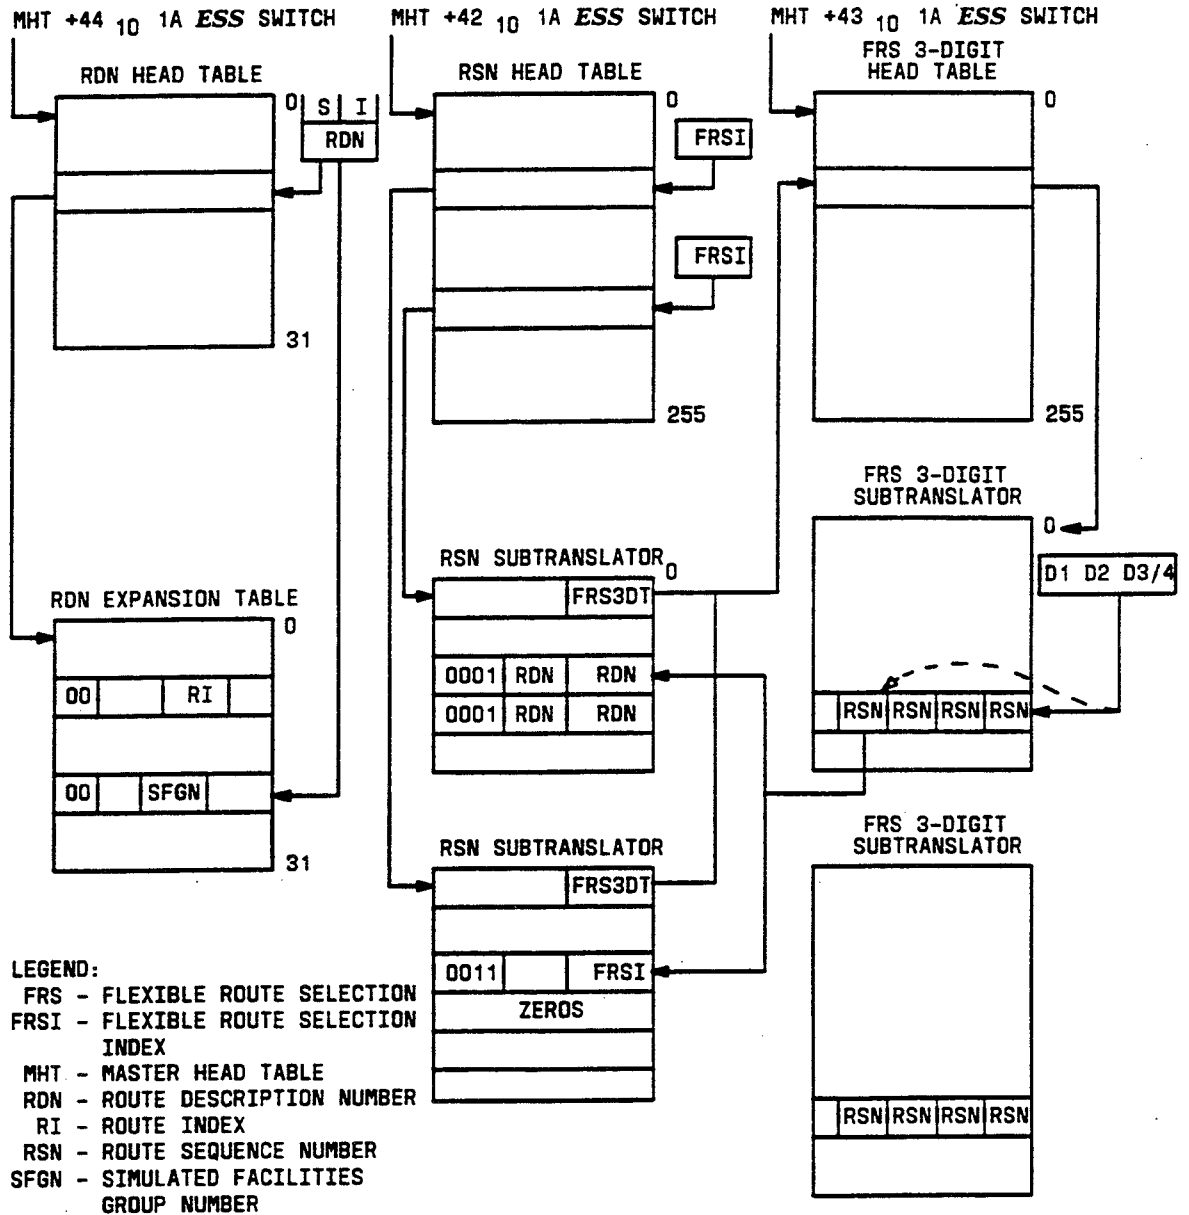 MHT +44 10 1A ESS SWITCH
MHT +42 10 1A ESS SWITCH
MHT +43 10 1A ESS SWITCH
RDN HEAD TABLE
0
S I
RDN
31
RSN HEAD TABLE
0
FRSI
FRSI
255
FRS 3-DIGIT
HEAD TABLE
0
255
RDN EXPANSION TABLE
0
00 RI
00 SFGN
31
RSN SUBTRANSLATOR
0
FRS3DT
0001 RDN RDN
0001 RDN RDN
RSN SUBTRANSLATOR
FRS3DT
0011 FRSI
ZEROS
FRS 3-DIGIT
SUBTRANSLATOR
0
D1 D2 D3/4
RSN RSN RSN RSN
FRS 3-DIGIT
SUBTRANSLATOR
RSN RSN RSN RSN
LEGEND:
FRS - FLEXIBLE ROUTE SELECTION
FRSI - FLEXIBLE ROUTE SELECTION
INDEX
MHT - MASTER HEAD TABLE
RDN - ROUTE DESCRIPTION NUMBER
RI - ROUTE INDEX
RSN - ROUTE SEQUENCE NUMBER
SFGN - SIMULATED FACILITIES
GROUP NUMBER